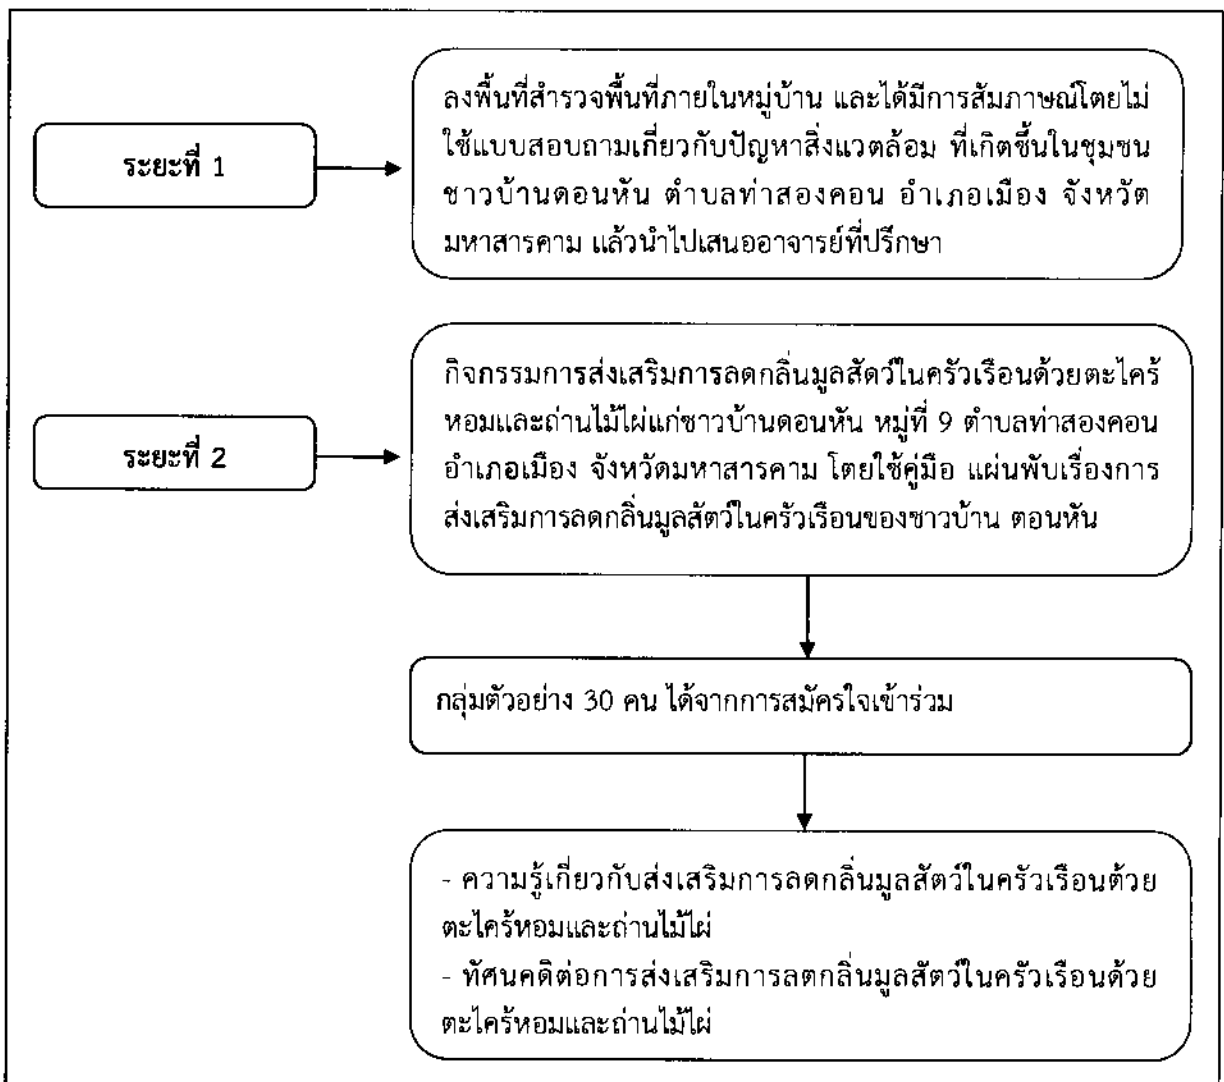 ระยะที่ 1
ลงพื้นที่สำรวจพื้นที่ภายในหมู่บ้าน และได้มีการสัมภาษณ์โดยไม่
ใช้แบบสอบถามเกี่ยวกับปัญหาสิ่งแวดล้อม ที่เกิดขึ้นในชุมชน
ชาวบ้านดอนหัน ตำบลท่าสองคอน อำเภอเมือง จังหวัด
มหาสารคาม แล้วนำไปเสนออาจารย์ที่ปรึกษา
ระยะที่ 2
กิจกรรมการส่งเสริมการลดกลิ่นมูลสัตว์ในครัวเรือนด้วยตะไคร้
หอมและถ่านไม้ไผ่แก่ชาวบ้านดอนหัน หมู่ที่ 9 ตำบลท่าสองคอน
อำเภอเมือง จังหวัดมหาสารคาม โดยใช้คู่มือ แผ่นพับเรื่องการ
ส่งเสริมการลดกลิ่นมูลสัตว์ในครัวเรือนของชาวบ้าน ดอนหัน
กลุ่มตัวอย่าง 30 คน ได้จากการสมัครใจเข้าร่วม
- ความรู้เกี่ยวกับส่งเสริมการลดกลิ่นมูลสัตว์ในครัวเรือนด้วย
ตะไคร้หอมและถ่านไม้ไผ่
- ทัศนคติต่อการส่งเสริมการลดกลิ่นมูลสัตว์ในครัวเรือนด้วย
ตะไคร้หอมและถ่านไม้ไผ่